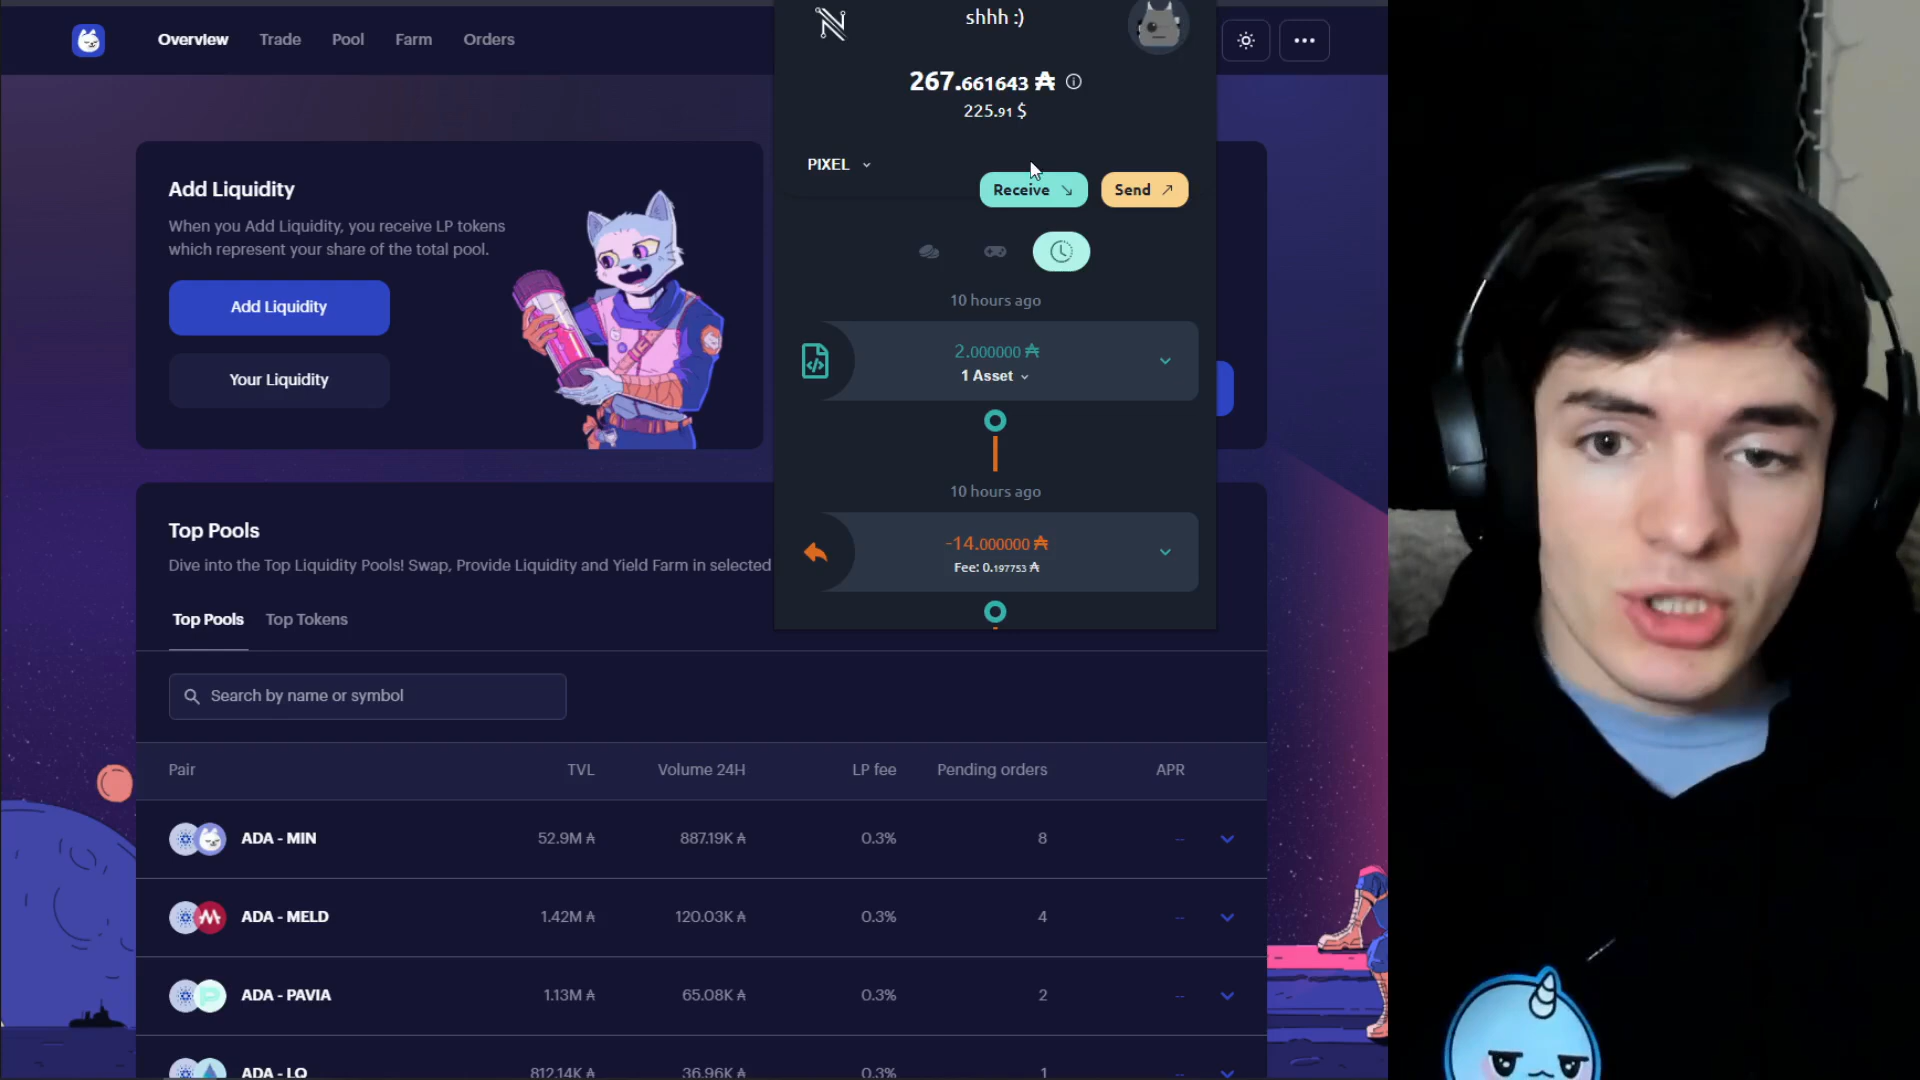 Overview
Trade
Pool
Farm
Orders
Add Liquidity
When you Add Liquidity, you receive LP tokens
which represent your share of the total pool.
Add Liquidity
Your Liquidity
shhh :)
267.661643 ₳
225.91 $
PIXEL
Receive
Send
10 hours ago
2.000000 ₳
1 Asset
10 hours ago
-14.000000 ₳
Fee: 0.197753 ₳
Top Pools
Dive into the Top Liquidity Pools! Swap, Provide Liquidity and Yield Farm in selected
Top Pools
Top Tokens
Search by name or symbol
Pair TVL Volume 24H LP fee Pending orders APR
ADA - MIN 52.9M ₳ 887.19K ₳ 0.3% 8 --
ADA - MELD 1.42M ₳ 120.03K ₳ 0.3% 4 --
ADA - PAVIA 1.13M ₳ 65.08K ₳ 0.3% 2 --
ADA - LQ 812.14K ₳ 36.96K ₳ 0.3% 1 --